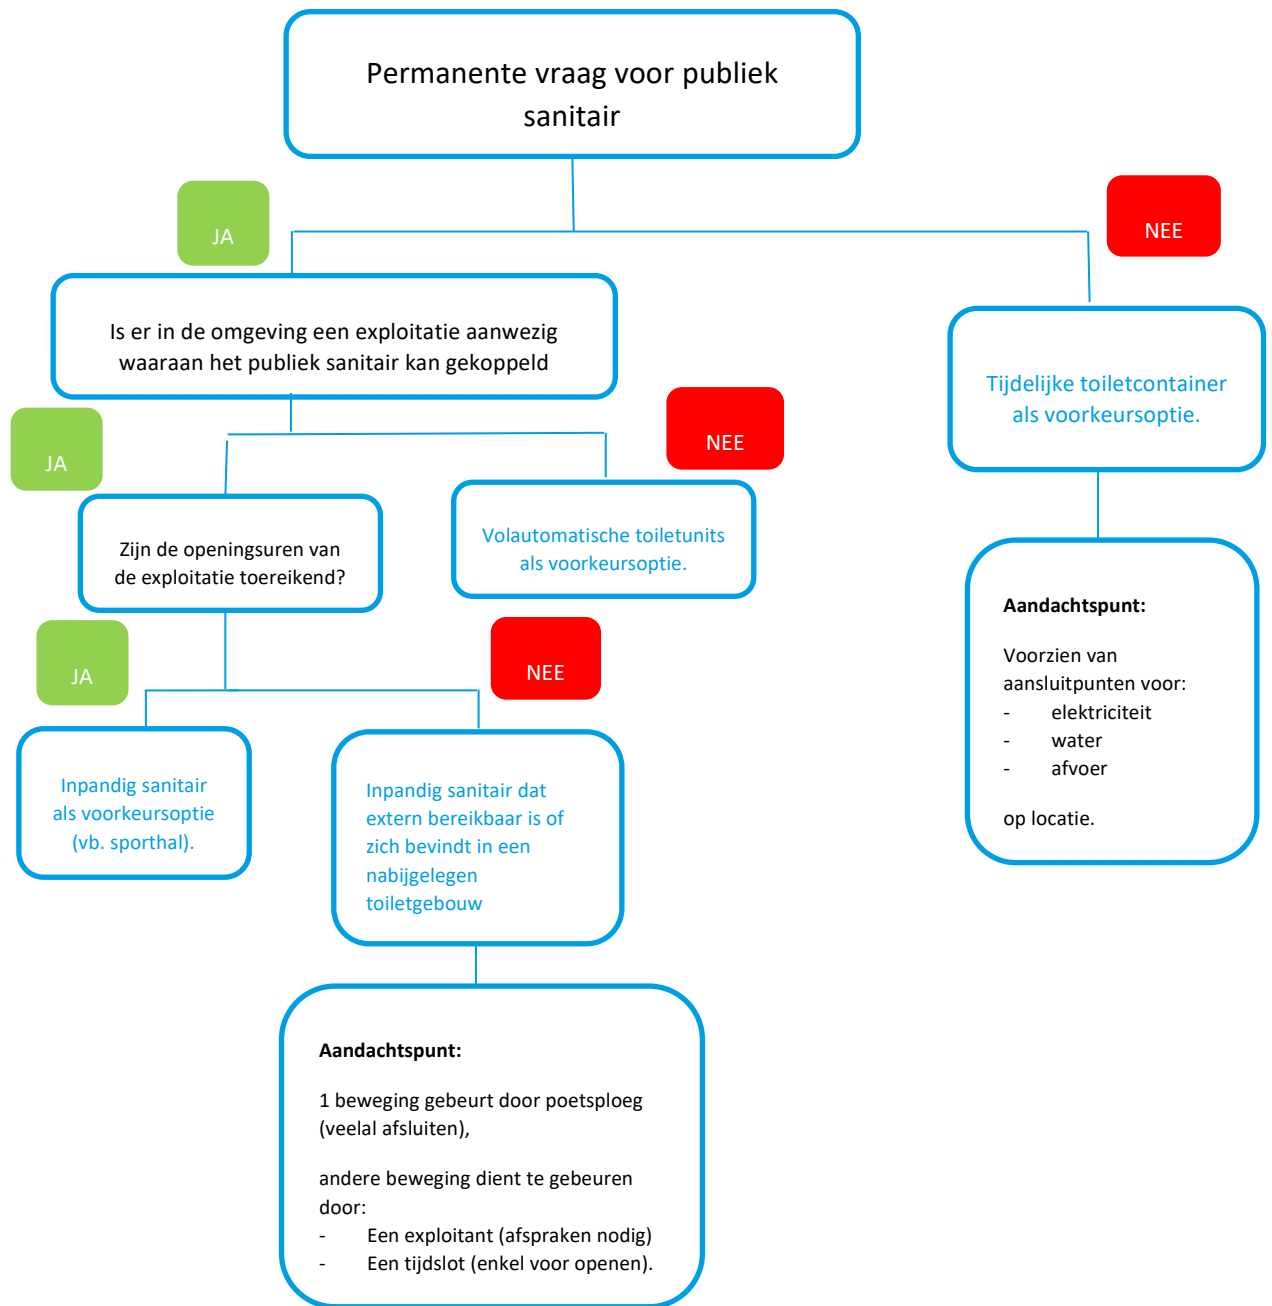 Permanente vraag voor publiek
sanitair
JA
NEE
Is er in de omgeving een exploitatie aanwezig
waaraan het publiek sanitair kan gekoppeld
Tijdelijke toiletcontainer
als voorkeursoptie.
JA
NEE
Zijn de openingsuren van
de exploitatie toereikend?
Volautomatische toiletunits
als voorkeursoptie.
Aandachtspunt:
Voorzien van
aansluitpunten voor:
- elektriciteit
- water
- afvoer
op locatie.
JA
NEE
Inpandig sanitair
als voorkeursoptie
(vb. sporthal).
Inpandig sanitair dat
extern bereikbaar is of
zich bevindt in een
nabijgelegen
toiletgebouw
Aandachtspunt:
1 beweging gebeurt door poetsploeg
(veelal afsluiten),
andere beweging dient te gebeuren
door:
- Een exploitant (afspraken nodig)
- Een tijdslot (enkel voor openen).